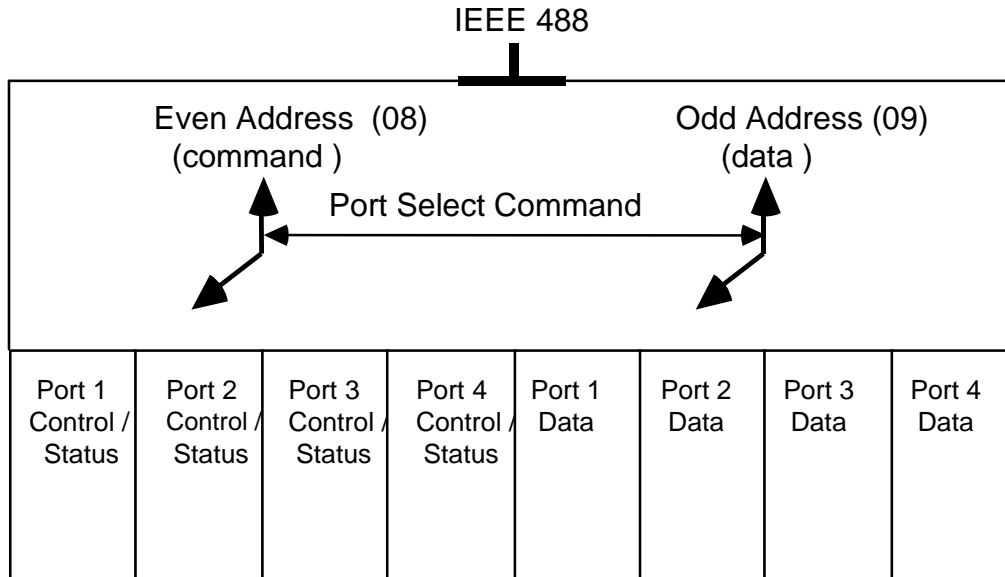 IEEE 488
Even Address (08)
(command )
Odd Address (09)
(data )
Port Select Command
Port 1
Control /
Status
Port 2
Control /
Status
Port 3
Control /
Status
Port 4
Control /
Status
Port 1
Data
Port 2
Data
Port 3
Data
Port 4
Data